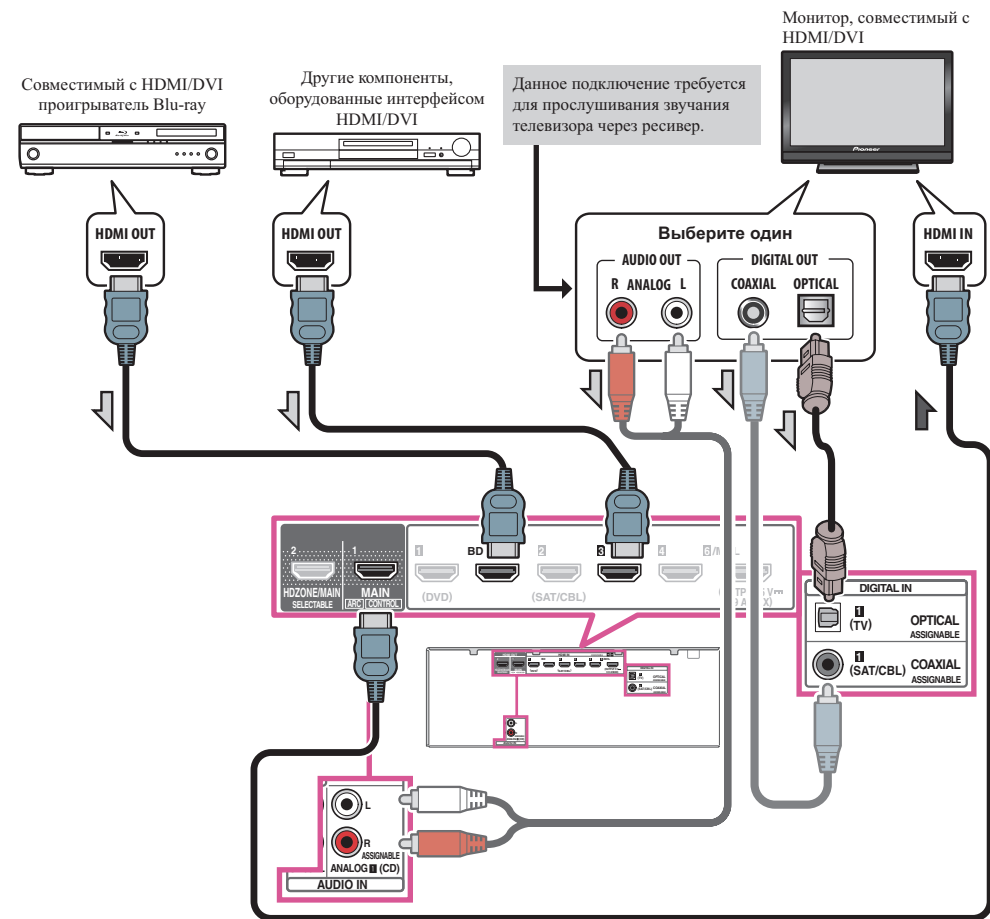 Монитор, совместимый с
HDMI/DVI
Совместимый с HDMI/DVI
проигрыватель Blu-ray
Другие компоненты,
оборудованные интерфейсом
HDMI/DVI
Данное подключение требуется
для прослушивания звучания
телевизора через ресивер.
Pioneer
HDMI OUT
HDMI OUT
Выберите один
AUDIO OUT
R ANALOG L
DIGITAL OUT
COAXIAL OPTICAL
HDMI IN
2
HDZONE/MAIN
SELECTABLE
1
MAIN
ARC CONTROL
1
(DVD)
BD
2
(SAT/CBL)
3
4
6
DIGITAL IN
1
(TV)
OPTICAL
ASSIGNABLE
1
(SAT/CBL)
COAXIAL
ASSIGNABLE
L
R
ASSIGNABLE
ANALOG 1 (CD)
AUDIO IN